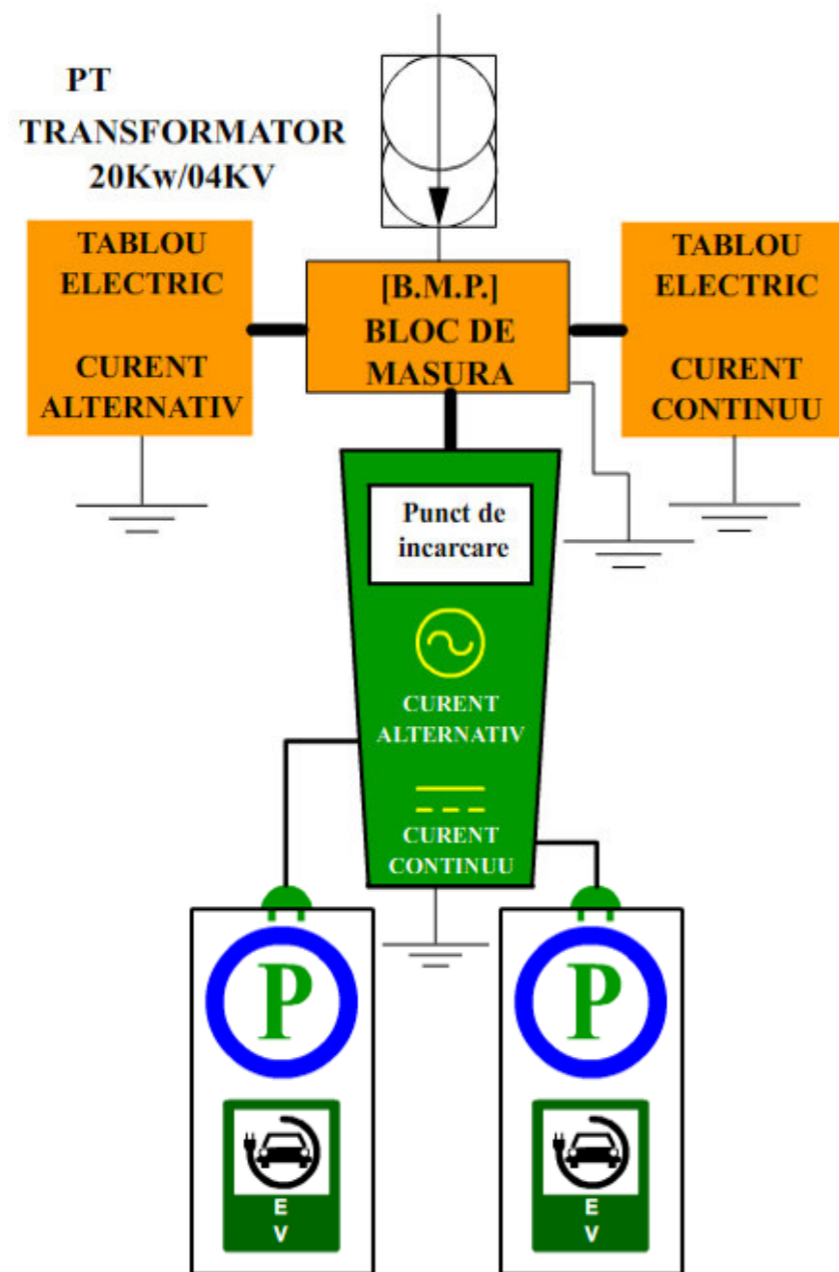 PT
TRANSFORMATOR
20Kw/04KV
TABLOU
ELECTRIC
CURENT
ALTERNATIV
[B.M.P.]
BLOC DE
MASURA
TABLOU
ELECTRIC
CURENT
CONTINUU
Punct de
incarcare
CURENT
ALTERNATIV
CURENT
CONTINUU
P
E
V
P
E
V